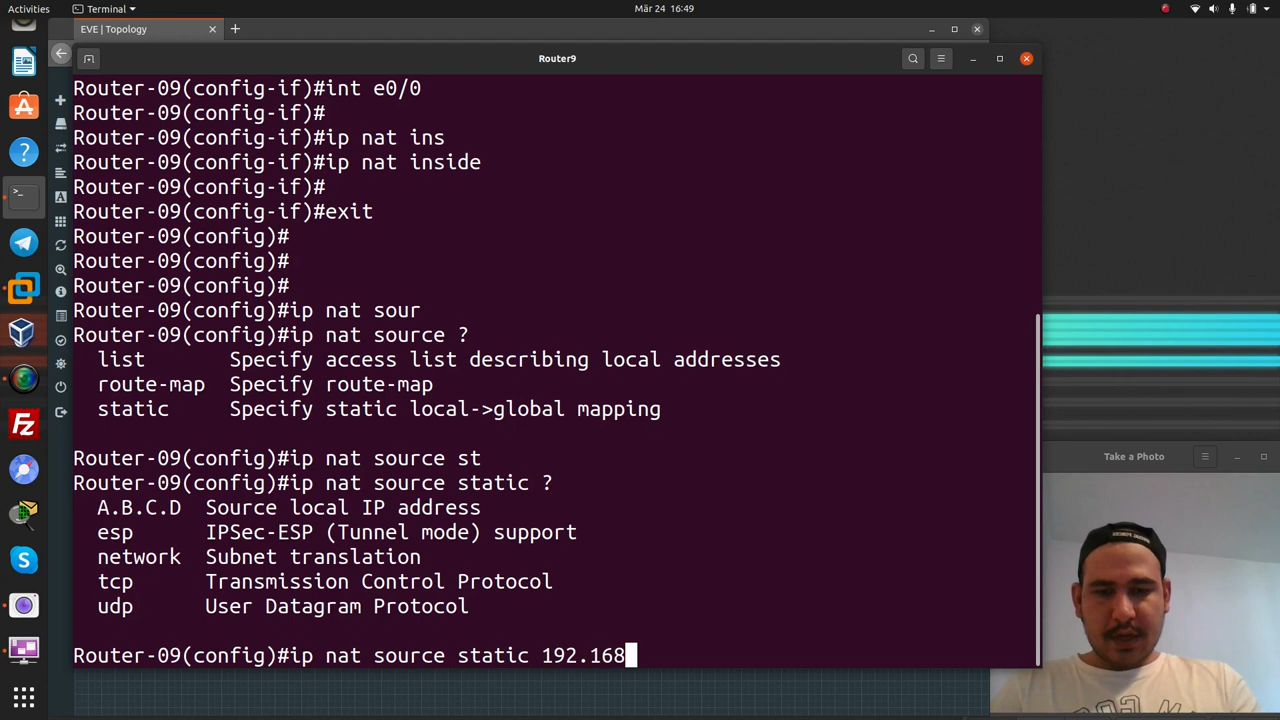 Activities
Terminal
Mär 24 16:49
EVE | Topology
Router9
Router-09(config-if)#int e0/0
Router-09(config-if)#
Router-09(config-if)#ip nat ins
Router-09(config-if)#ip nat inside
Router-09(config-if)#
Router-09(config-if)#exit
Router-09(config)#
Router-09(config)#
Router-09(config)#
Router-09(config)#ip nat sour
Router-09(config)#ip nat source ?
list Specify access list describing local addresses
route-map Specify route-map
static Specify static local->global mapping
Router-09(config)#ip nat source st
Router-09(config)#ip nat source static ?
A.B.C.D Source local IP address
esp IPSec-ESP (Tunnel mode) support
network Subnet translation
tcp Transmission Control Protocol
udp User Datagram Protocol
Router-09(config)#ip nat source static 192.168
Take a Photo